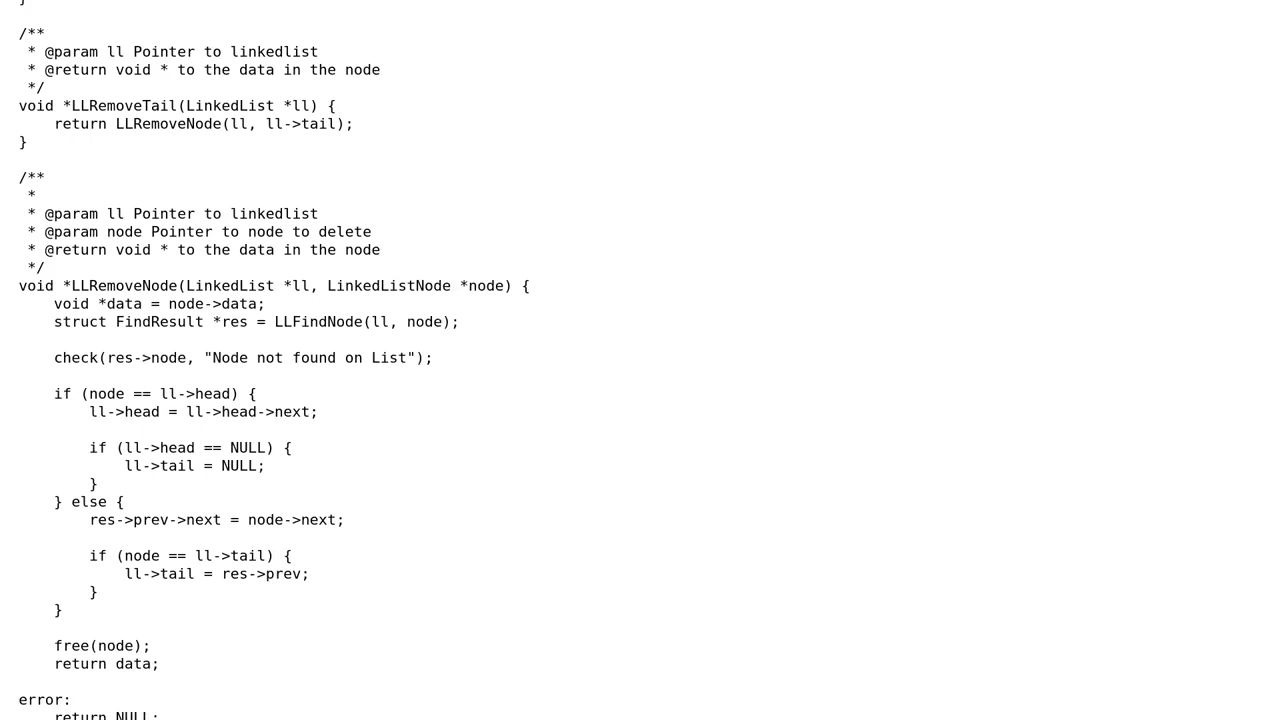 }
/**
 * @param ll Pointer to linkedlist
 * @return void * to the data in the node
 */
void *LLRemoveTail(LinkedList *ll) {
    return LLRemoveNode(ll, ll->tail);
}
/**
 *
 * @param ll Pointer to linkedlist
 * @param node Pointer to node to delete
 * @return void * to the data in the node
 */
void *LLRemoveNode(LinkedList *ll, LinkedListNode *node) {
    void *data = node->data;
    struct FindResult *res = LLFindNode(ll, node);
    check(res->node, "Node not found on List");
    if (node == ll->head) {
        ll->head = ll->head->next;
        if (ll->head == NULL) {
            ll->tail = NULL;
        }
    } else {
        res->prev->next = node->next;
        if (node == ll->tail) {
            ll->tail = res->prev;
        }
    }
    free(node);
    return data;
error:
    return NULL;